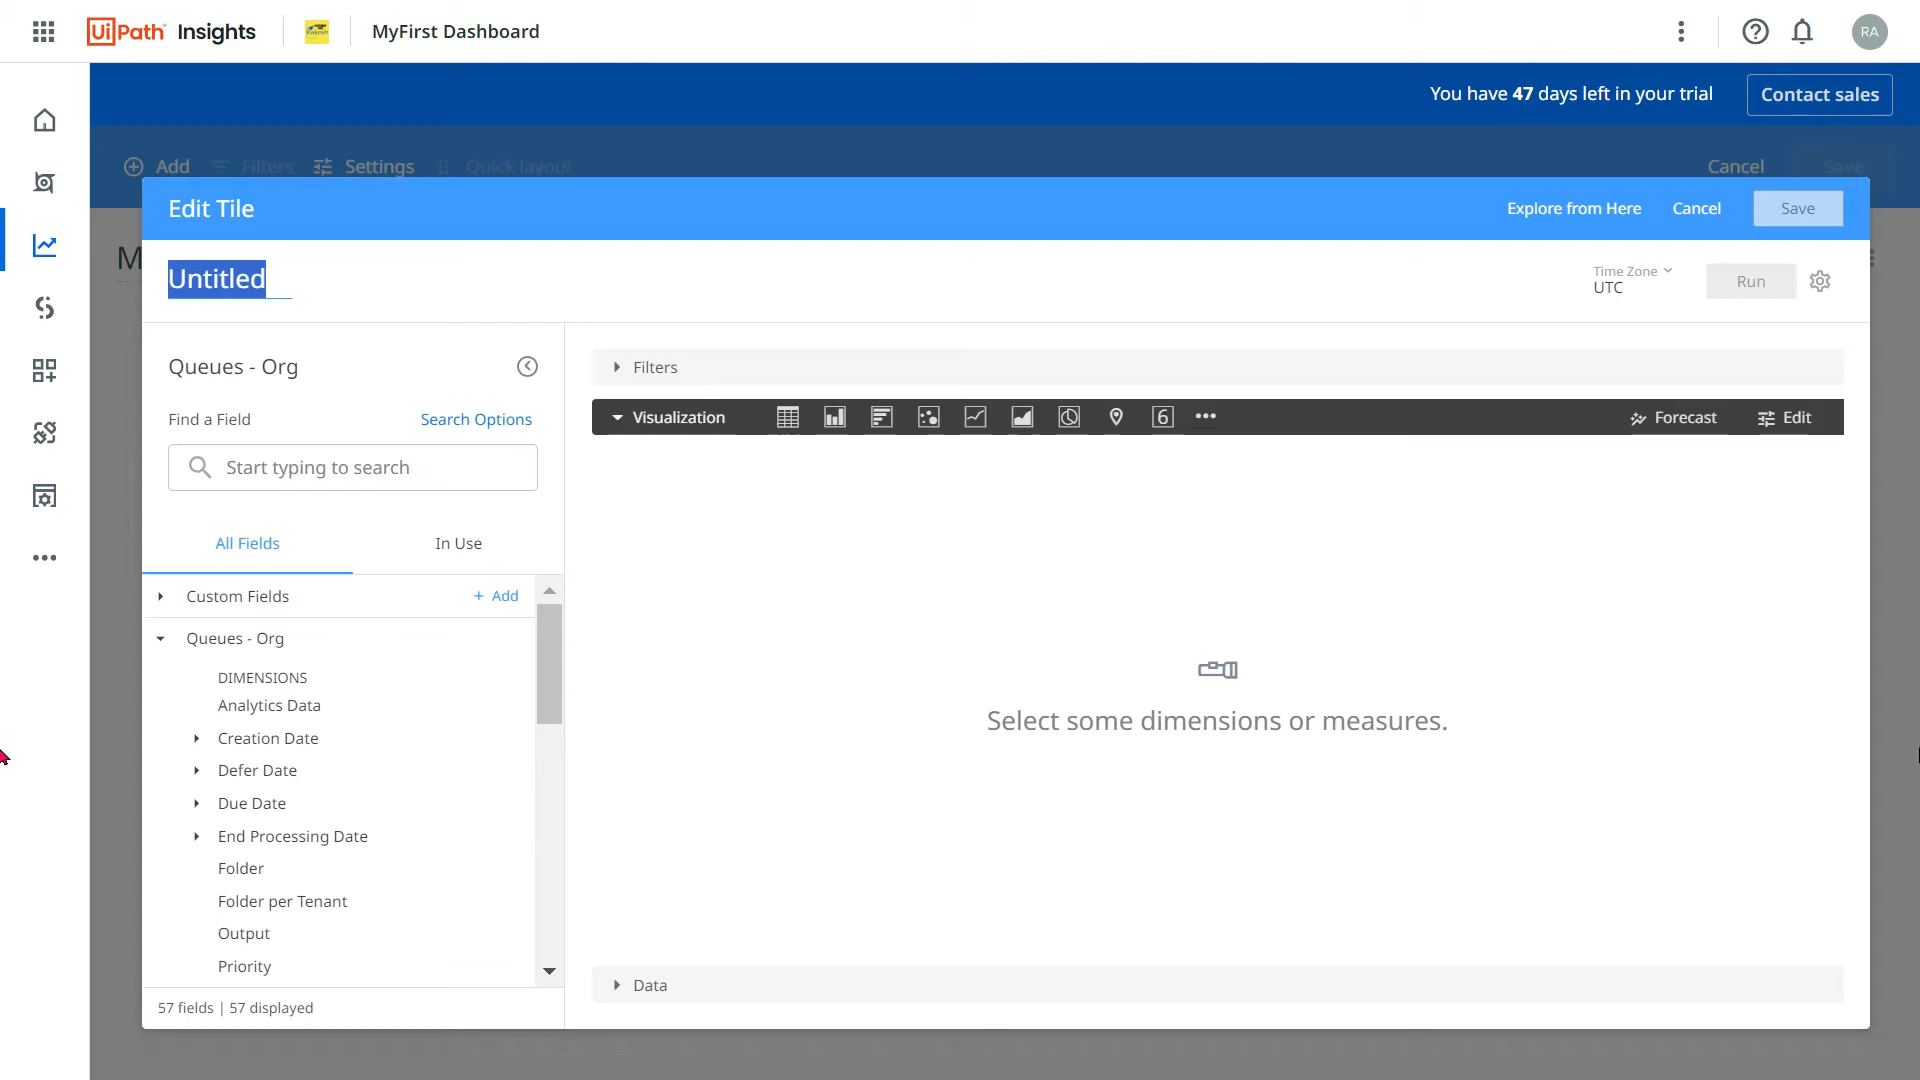 UiPath Insights
MyFirst Dashboard
RA
You have 47 days left in your trial
Contact sales
Add
Filters
Settings
Quick layout
Cancel
Save
Edit Tile
Explore from Here
Cancel
Save
M
Untitled
Time Zone
UTC
Run
Queues - Org
Find a Field
Search Options
Start typing to search
All Fields
In Use
Custom Fields
+ Add
Queues - Org
DIMENSIONS
Analytics Data
Creation Date
Defer Date
Due Date
End Processing Date
Folder
Folder per Tenant
Output
Priority
57 fields | 57 displayed
Filters
Visualization
6
Forecast
Edit
Select some dimensions or measures.
Data